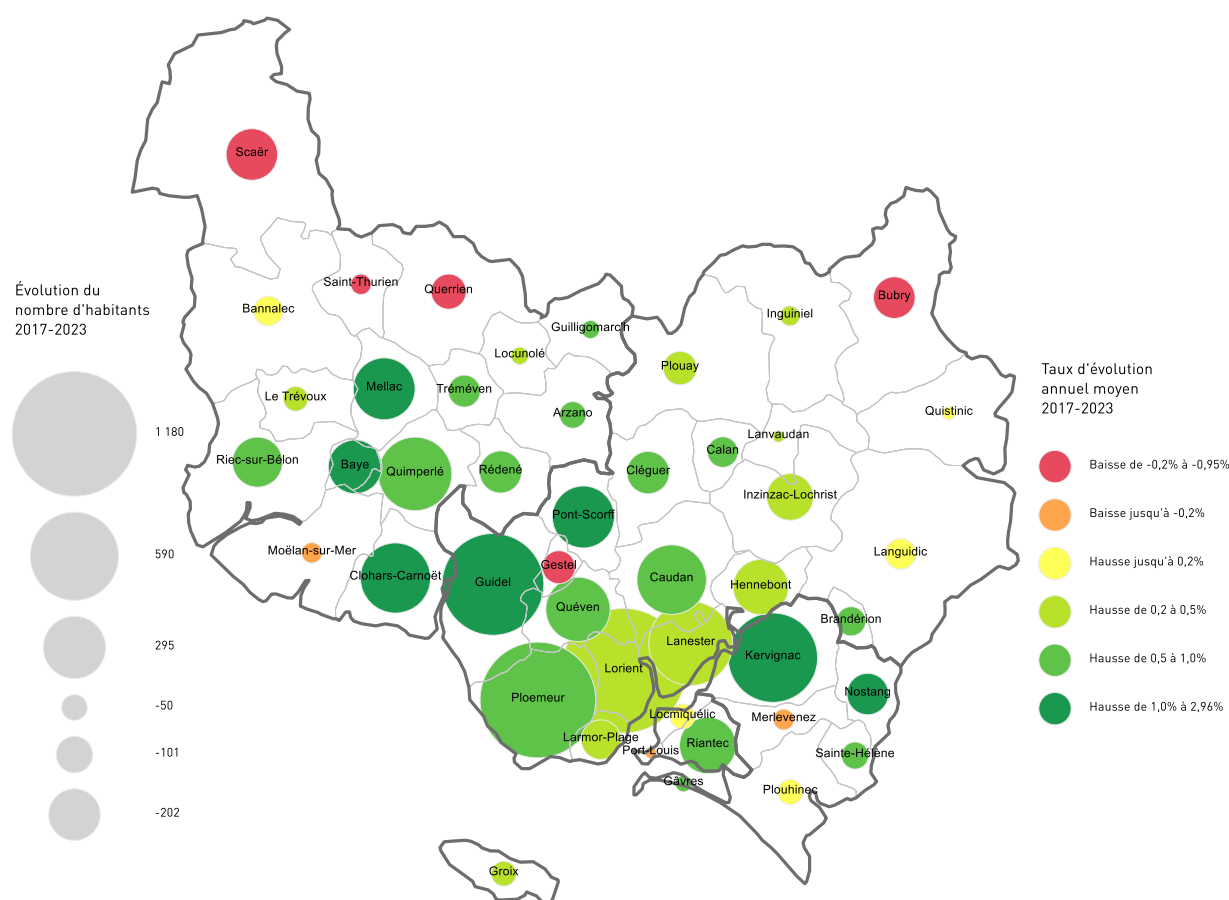 Scaër
Saint-Thurien
Querrien
Bubry
Évolution du
nombre d'habitants
2017-2023
Bannalec
Inguiniel
Guilligomarc'h
Locunolé
Plouay
Taux d'évolution
annuel moyen
2017-2023
Mellac
Tréméven
Le Trévoux
Arzano
Quistinic
1 180
Lanvaudan
Calan
Riec-sur-Bélon
Baye
Quimperlé
Rédené
Cléguer
Baisse de -0,2% à -0,95%
Inzinzac-Lochrist
Pont-Scorff
Baisse jusqu'à -0,2%
590
Moëlan-sur-Mer
Languidic
Hausse jusqu'à 0,2%
Gestel
Clohars-Carnoët
Guidel
Caudan
Hennebont
Quéven
Hausse de 0,2 à 0,5%
Brandérion
295
Lanester
Kervignac
Hausse de 0,5 à 1,0%
Lorient
Ploemeur
Nostang
-50
Locmiquélic
Merlevenez
Hausse de 1,0% à 2,96%
Larmor-Plage
Riantec
Port-Louis
Sainte-Hélène
-101
Gâvres
Plouhinec
-202
Groix